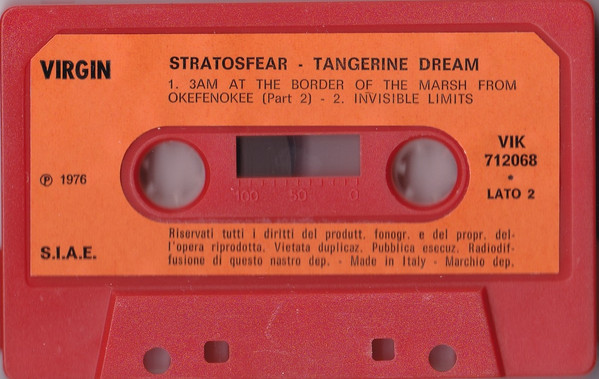 VIRGIN
STRATOSFEAR - TANGERINE DREAM
1. 3AM AT THE BORDER OF THE MARSH FROM
OKEFENOKEE (Part 2) - 2. INVISIBLE LIMITS
VIK
712068
*
LATO 2
Ⓟ 1976
100 50 0
S.I.A.E.
Riservati tutti i diritti del produtt. fonogr. e del propr. del-
l'opera riprodotta. Vietata duplicaz. Pubblica esecuz. Radiodif-
fusione di questo nastro dep. - Made in Italy - Marchio dep.